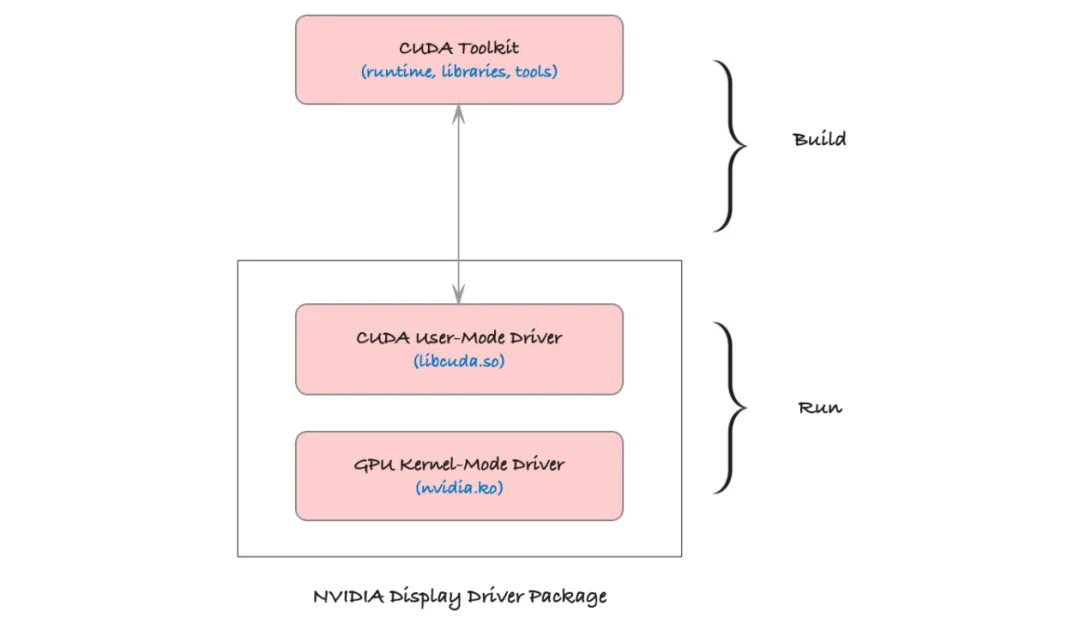 CUDA Toolkit
(runtime, libraries, tools)
Build
CUDA User-Mode Driver
(libcuda.so)
Run
GPU Kernel-Mode Driver
(nvidia.ko)
NVIDIA Display Driver Package